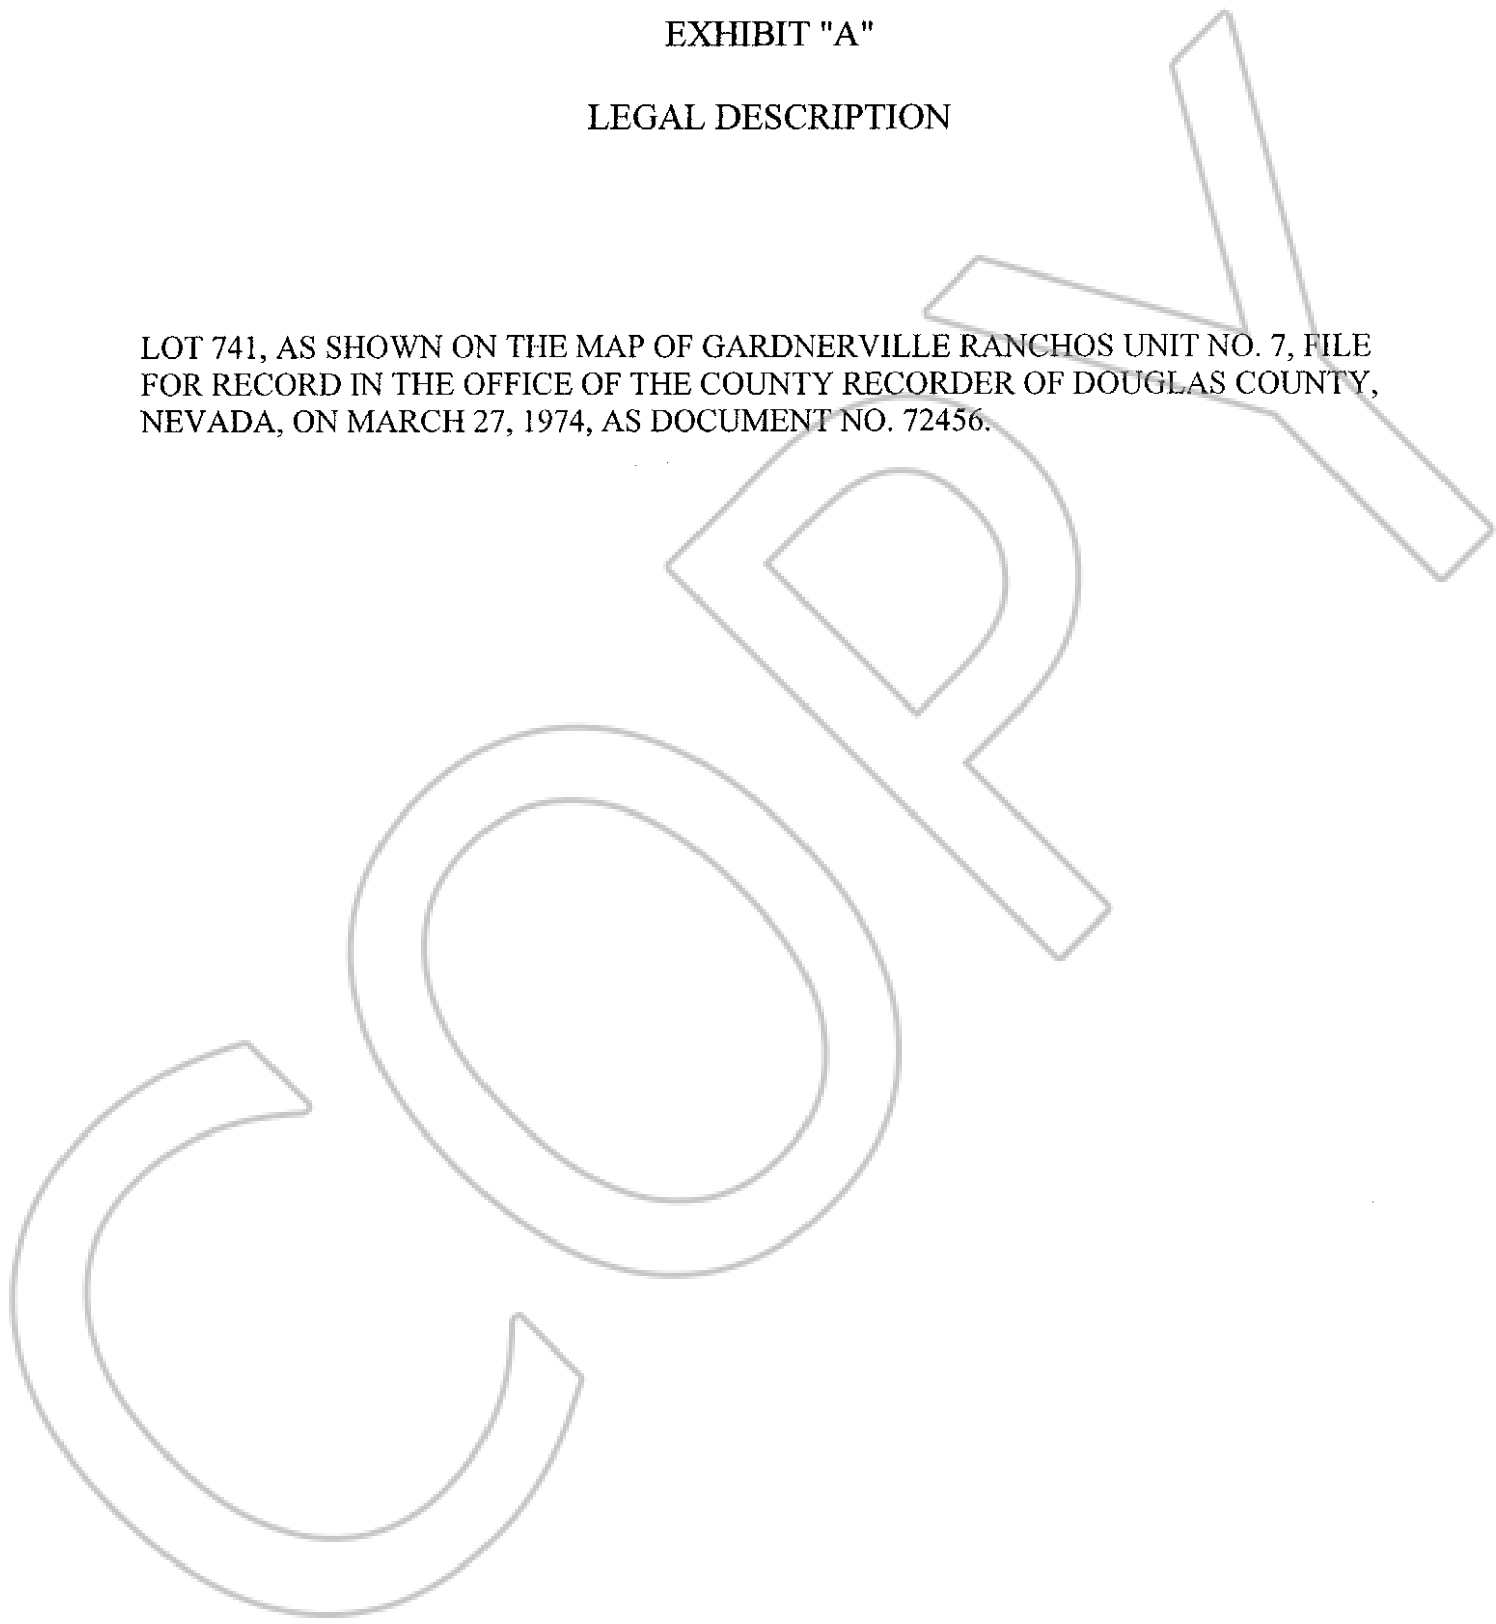 EXHIBIT "A"
LEGAL DESCRIPTION
LOT 741, AS SHOWN ON THE MAP OF GARDNERVILLE RANCHOS UNIT NO. 7, FILE
FOR RECORD IN THE OFFICE OF THE COUNTY RECORDER OF DOUGLAS COUNTY,
NEVADA, ON MARCH 27, 1974, AS DOCUMENT NO. 72456.
COPY